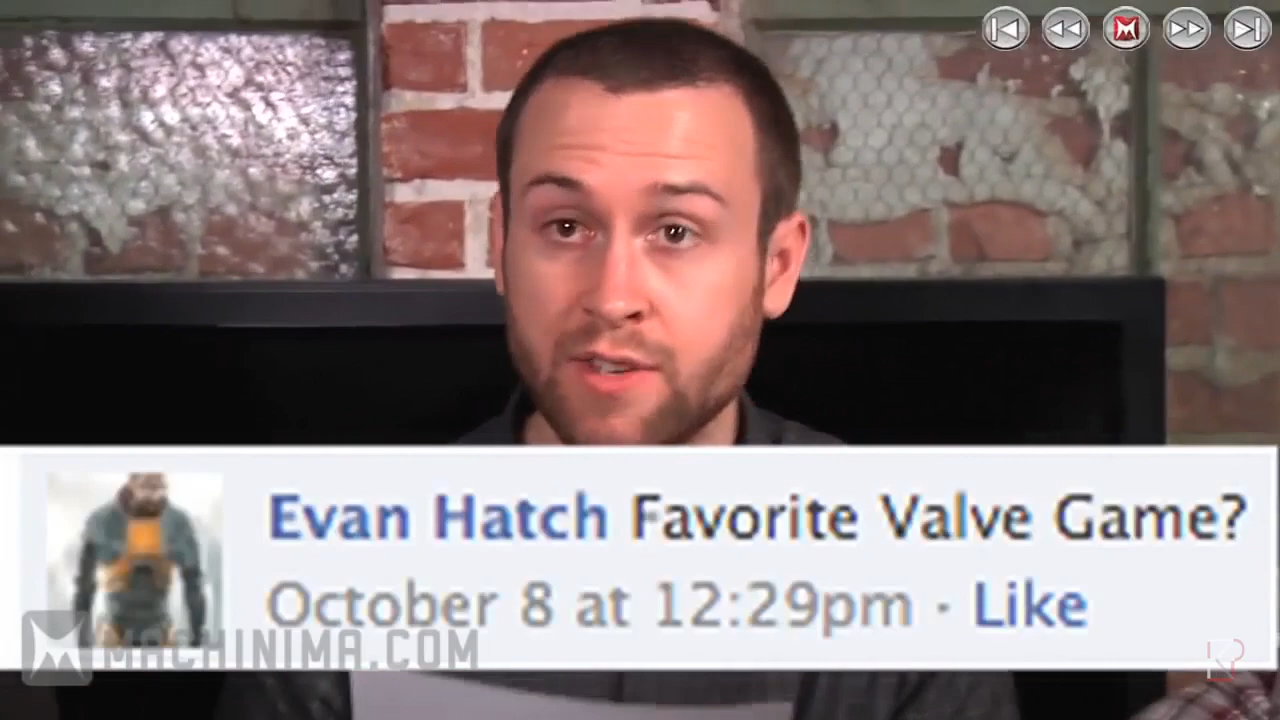 Evan Hatch Favorite Valve Game?
October 8 at 12:29pm · Like
MACHINIMA.COM